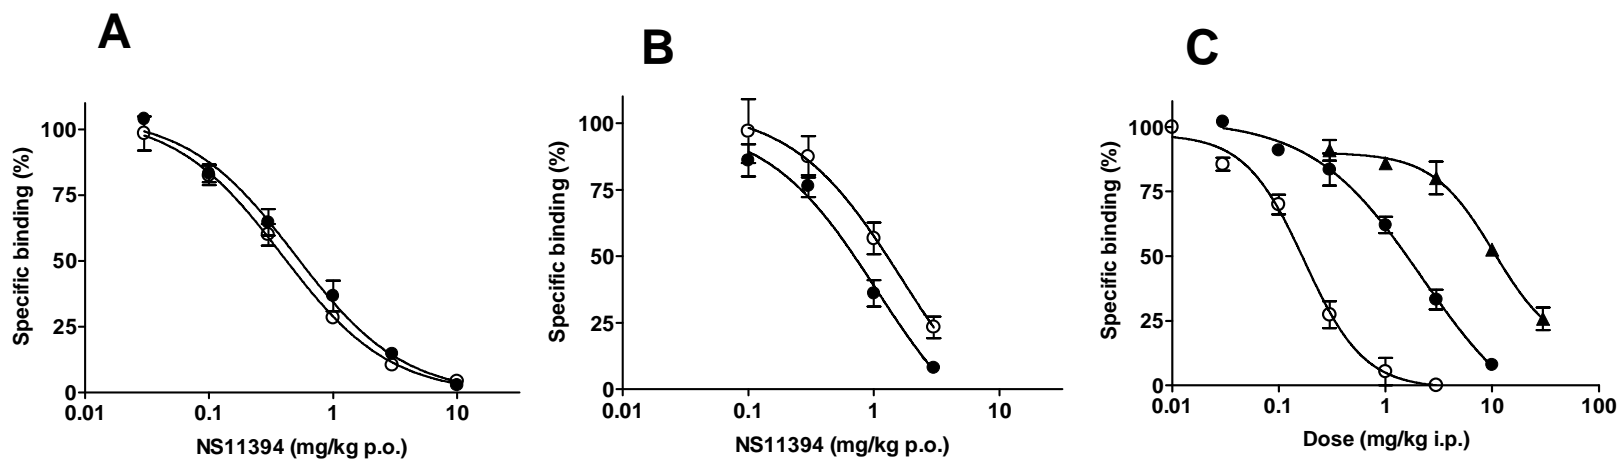 A
Specific binding (%)
100
75
50
25
0
0.01 0.1 1 10
NS11394 (mg/kg p.o.)
B
Specific binding (%)
100
75
50
25
0
0.01 0.1 1 10
NS11394 (mg/kg p.o.)
C
Specific binding (%)
100
75
50
25
0
0.01 0.1 1 10 100
Dose (mg/kg i.p.)